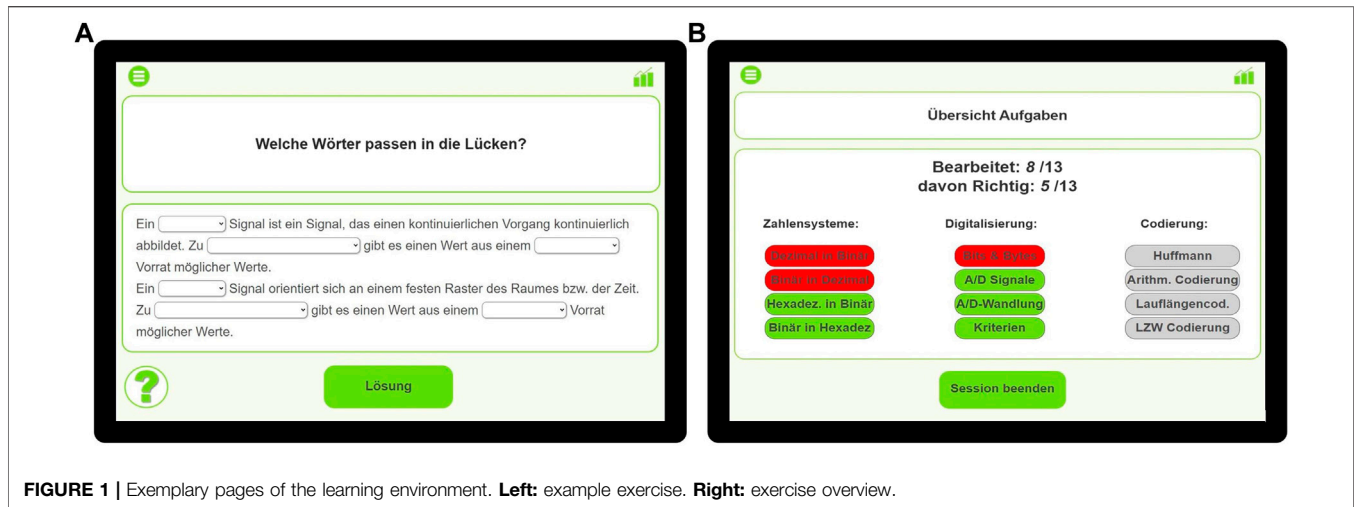 A
Welche Wörter passen in die Lücken?
Ein Signal ist ein Signal, das einen kontinuierlichen Vorgang kontinuierlich
abbildet. Zu gibt es einen Wert aus einem
Vorrat möglicher Werte.
Ein Signal orientiert sich an einem festen Raster des Raumes bzw. der Zeit.
Zu gibt es einen Wert aus einem Vorrat
möglicher Werte.
?
Lösung
B
Übersicht Aufgaben
Bearbeitet: 8 /13
davon Richtig: 5 /13
Zahlensysteme:
Dezimal in Binär
Binär in Dezimal
Hexadez. in Binär
Binär in Hexadez
Digitalisierung:
Bits & Bytes
A/D Signale
A/D-Wandlung
Kriterien
Codierung:
Huffmann
Arithm. Codierung
Lauflängencod.
LZW Codierung
Session beenden
FIGURE 1 | Exemplary pages of the learning environment. Left: example exercise. Right: exercise overview.